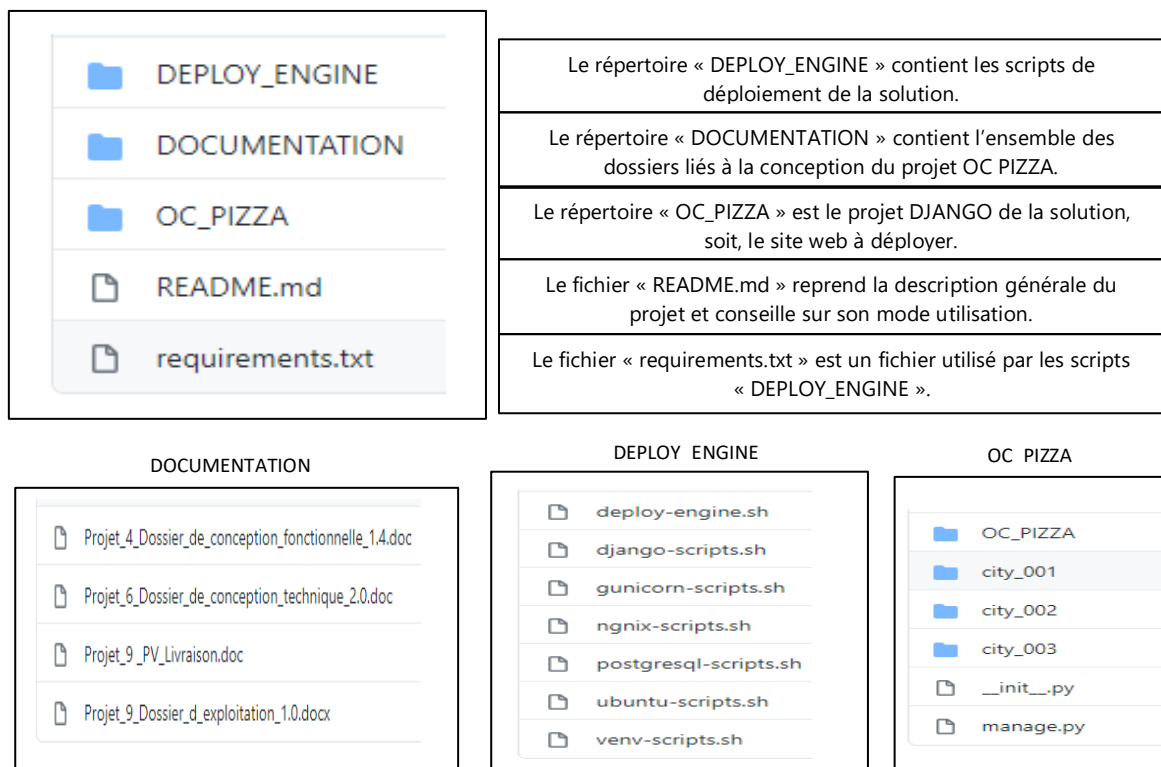 DEPLOY_ENGINE
DOCUMENTATION
OC_PIZZA
README.md
requirements.txt
Le répertoire « DEPLOY_ENGINE » contient les scripts de
déploiement de la solution.
Le répertoire « DOCUMENTATION » contient l’ensemble des
dossiers liés à la conception du projet OC PIZZA.
Le répertoire « OC_PIZZA » est le projet DJANGO de la solution,
soit, le site web à déployer.
Le fichier « README.md » reprend la description générale du
projet et conseille sur son mode utilisation.
Le fichier « requirements.txt » est un fichier utilisé par les scripts
« DEPLOY_ENGINE ».
DOCUMENTATION
Projet_4_Dossier_de_conception_fonctionnelle_1.4.doc
Projet_6_Dossier_de_conception_technique_2.0.doc
Projet_9 _PV_Livraison.doc
Projet_9_Dossier_d_exploitation_1.0.docx
DEPLOY ENGINE
deploy-engine.sh
django-scripts.sh
gunicorn-scripts.sh
ngnix-scripts.sh
postgresql-scripts.sh
ubuntu-scripts.sh
venv-scripts.sh
OC PIZZA
OC_PIZZA
city_001
city_002
city_003
__init__.py
manage.py